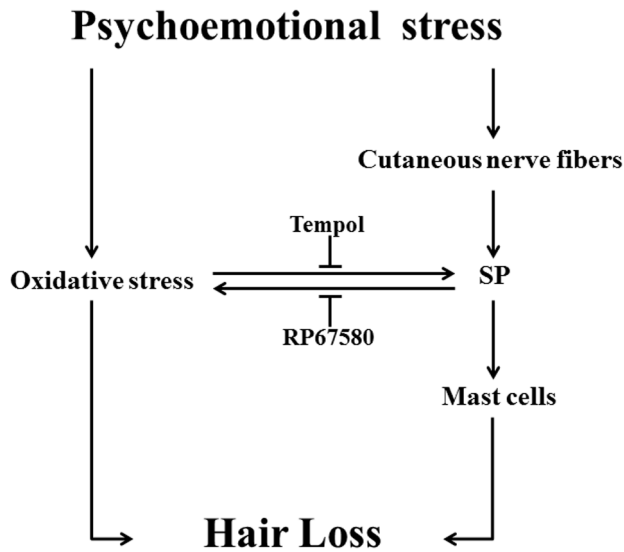 Psychoemotional stress
Cutaneous nerve fibers
Tempol
Oxidative stress
SP
RP67580
Mast cells
Hair Loss